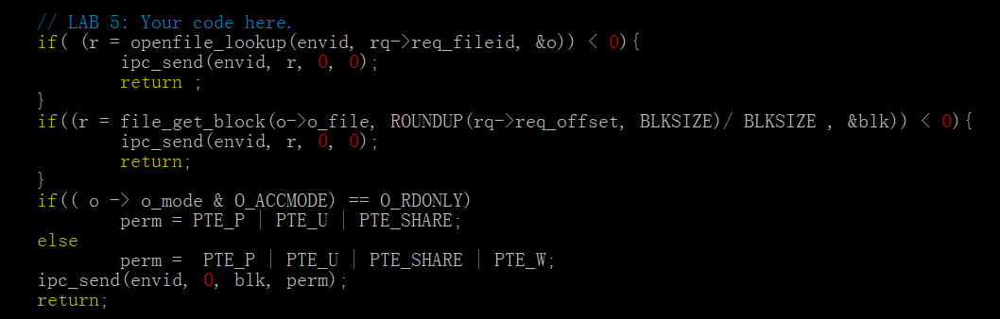 // LAB 5: Your code here.
if( (r = openfile_lookup(envid, rq->req_fileid, &o)) < 0){
        ipc_send(envid, r, 0, 0);
        return ;
}
if((r = file_get_block(o->o_file, ROUNDUP(rq->req_offset, BLKSIZE)/ BLKSIZE , &blk)) < 0){
        ipc_send(envid, r, 0, 0);
        return;
}
if(( o -> o_mode & O_ACCMODE) == O_RDONLY)
        perm = PTE_P | PTE_U | PTE_SHARE;
else
        perm =  PTE_P | PTE_U | PTE_SHARE | PTE_W;
ipc_send(envid, 0, blk, perm);
return;